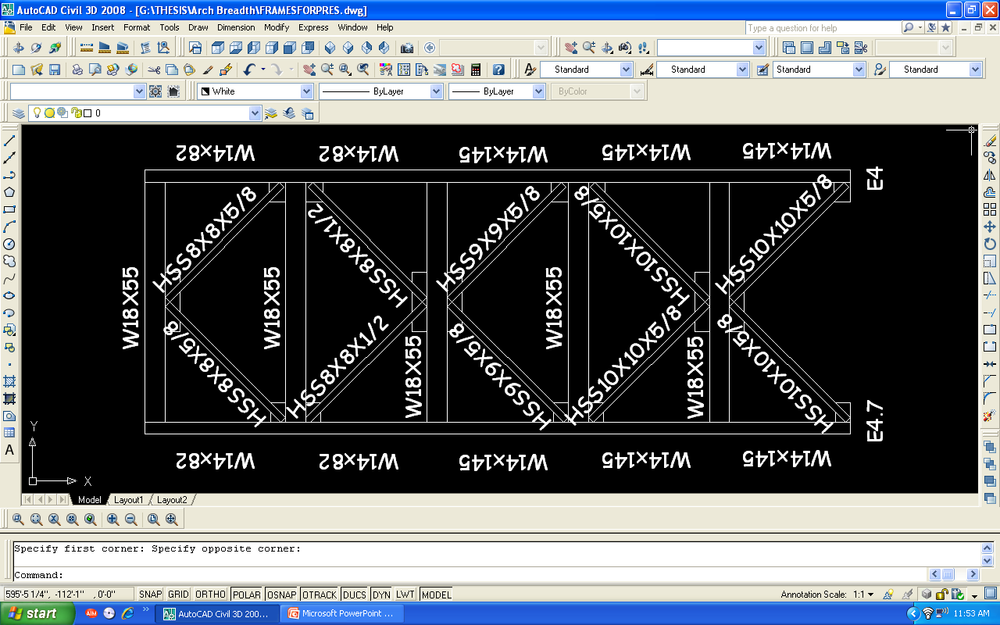 AutoCAD Civil 3D 2008 - [G:\THESIS\Arch Breadth\FRAMESFORPRES.dwg]
File Edit View Insert Format Tools Draw Dimension Modify Express Window Help
Type a question for help
Standard Standard Standard Standard
White ByLayer ByLayer ByColor
0
W14x82 W14x82 W14x145 W14x145 W14x145
E4
HSS8X8X5/8 HSS8X8X1/2 HSS9X9X5/8 HSS10X10X5/8 HSS10X10X5/8
W18X55 W18X55 W18X55
HSS8X8X5/8 HSS8X8X1/2 HSS9X9X5/8 HSS10X10X5/8 HSS10X10X5/8
W18X55 W18X55
E4.7
W14x82 W14x82 W14x145 W14x145 W14x145
Y
X
A
Model Layout1 Layout2
Specify first corner: Specify opposite corner:
Command:
595'-5 1/4", -112'-1" , 0'-0" SNAP GRID ORTHO POLAR OSNAP OTRACK DUCS DYN LWT MODEL Annotation Scale: 1:1
start AIM AutoCAD Civil 3D 200... Microsoft PowerPoint ... 11:53 AM